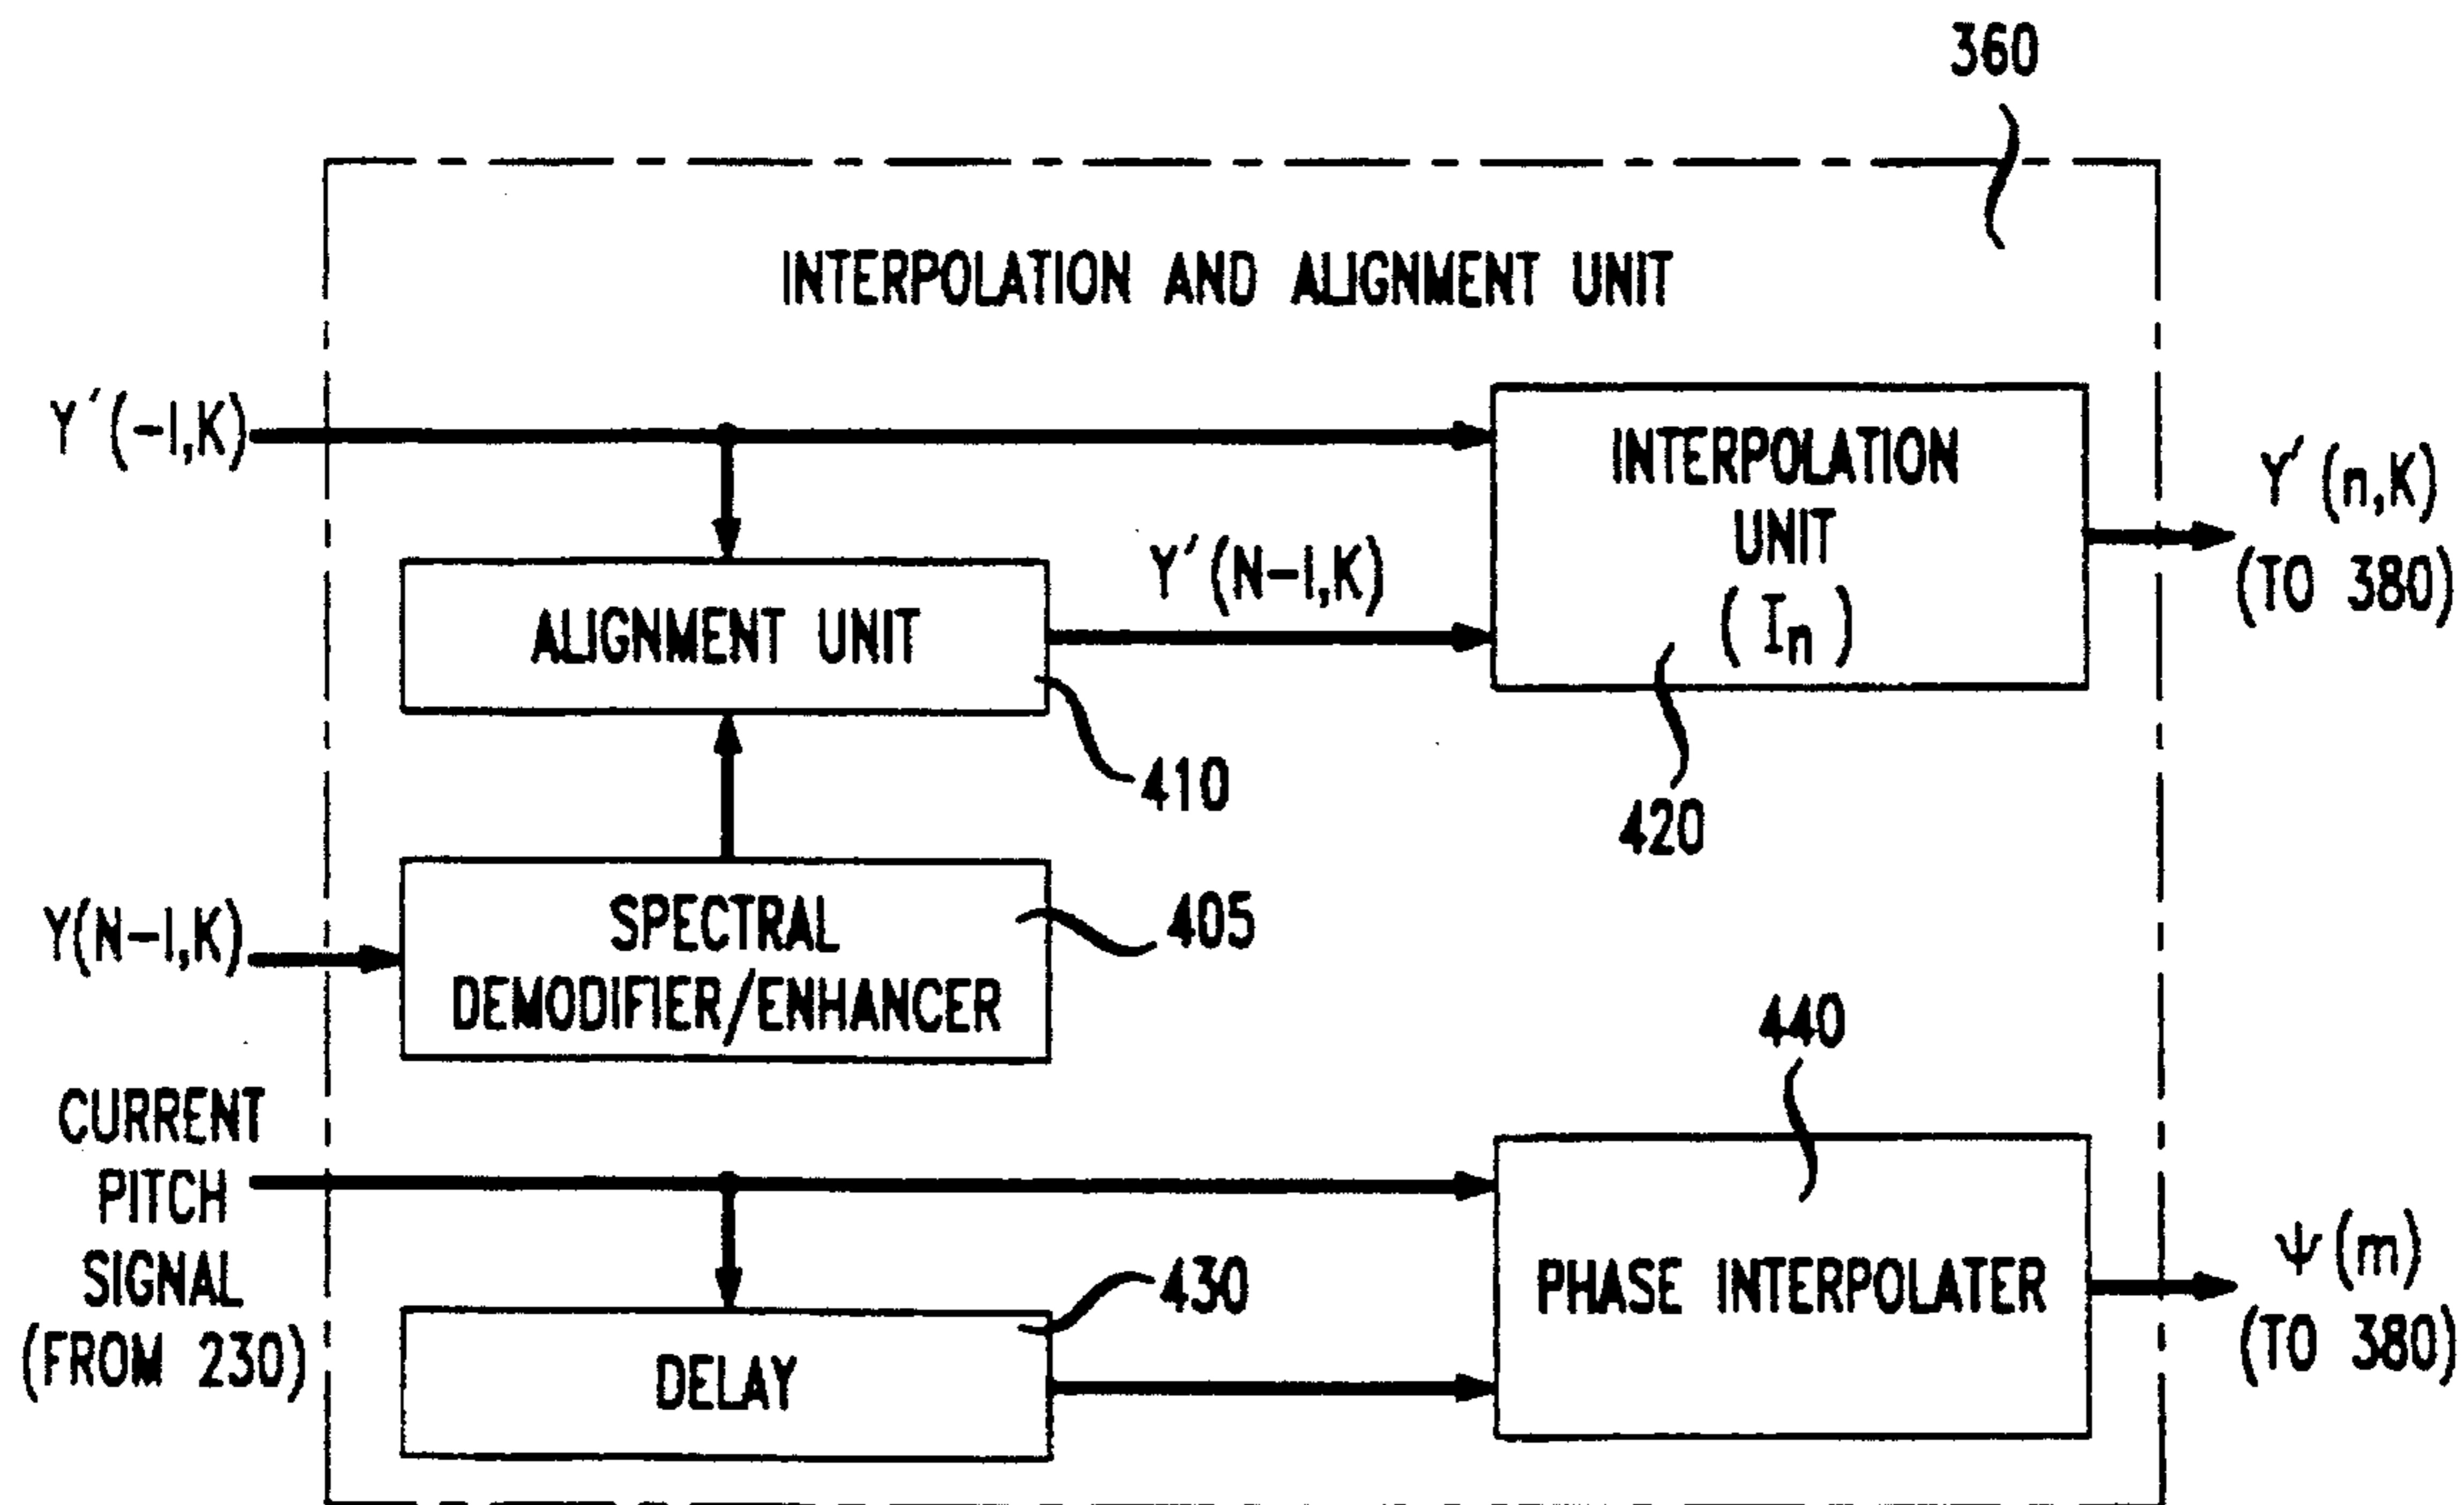 360
INTERPOLATION AND ALIGNMENT UNIT
Y′(-1,K)
INTERPOLATION
UNIT
(In)
Y′(n,K)
(TO 380)
Y′(N-1,K)
ALIGNMENT UNIT
410
420
Y(N-1,K)
SPECTRAL
DEMODIFIER/ENHANCER
405
440
CURRENT
PITCH
SIGNAL
(FROM 230)
430
DELAY
PHASE INTERPOLATER
ψ(m)
(TO 380)